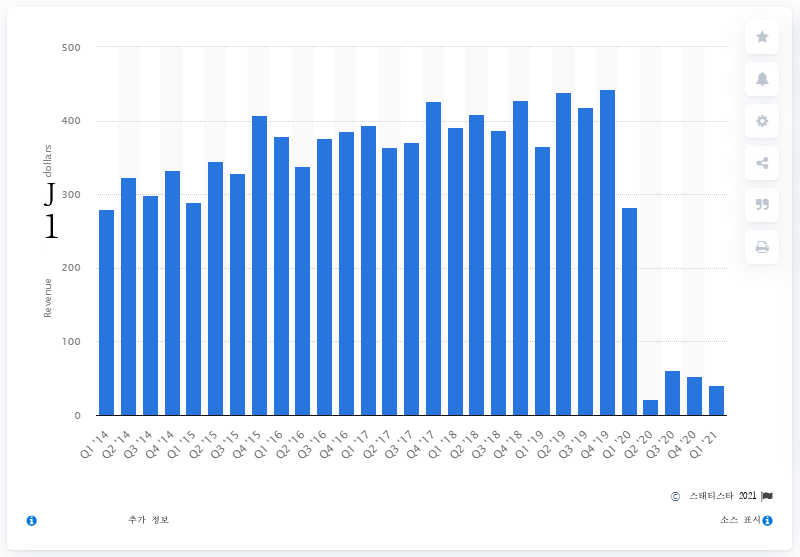 500
400
300
200
100
0
Revenue
dollars
Q1 '14
Q2 '14
Q3 '14
Q4 '14
Q1 '15
Q2 '15
Q3 '15
Q4 '15
Q1 '16
Q2 '16
Q3 '16
Q4 '16
Q1 '17
Q2 '17
Q3 '17
Q4 '17
Q1 '18
Q2 '18
Q3 '18
Q4 '18
Q1 '19
Q2 '19
Q3 '19
Q4 '19
Q1 '20
Q2 '20
Q3 '20
Q4 '20
Q1 '21
© 스태티스타 2021
추가 정보
소스 표시